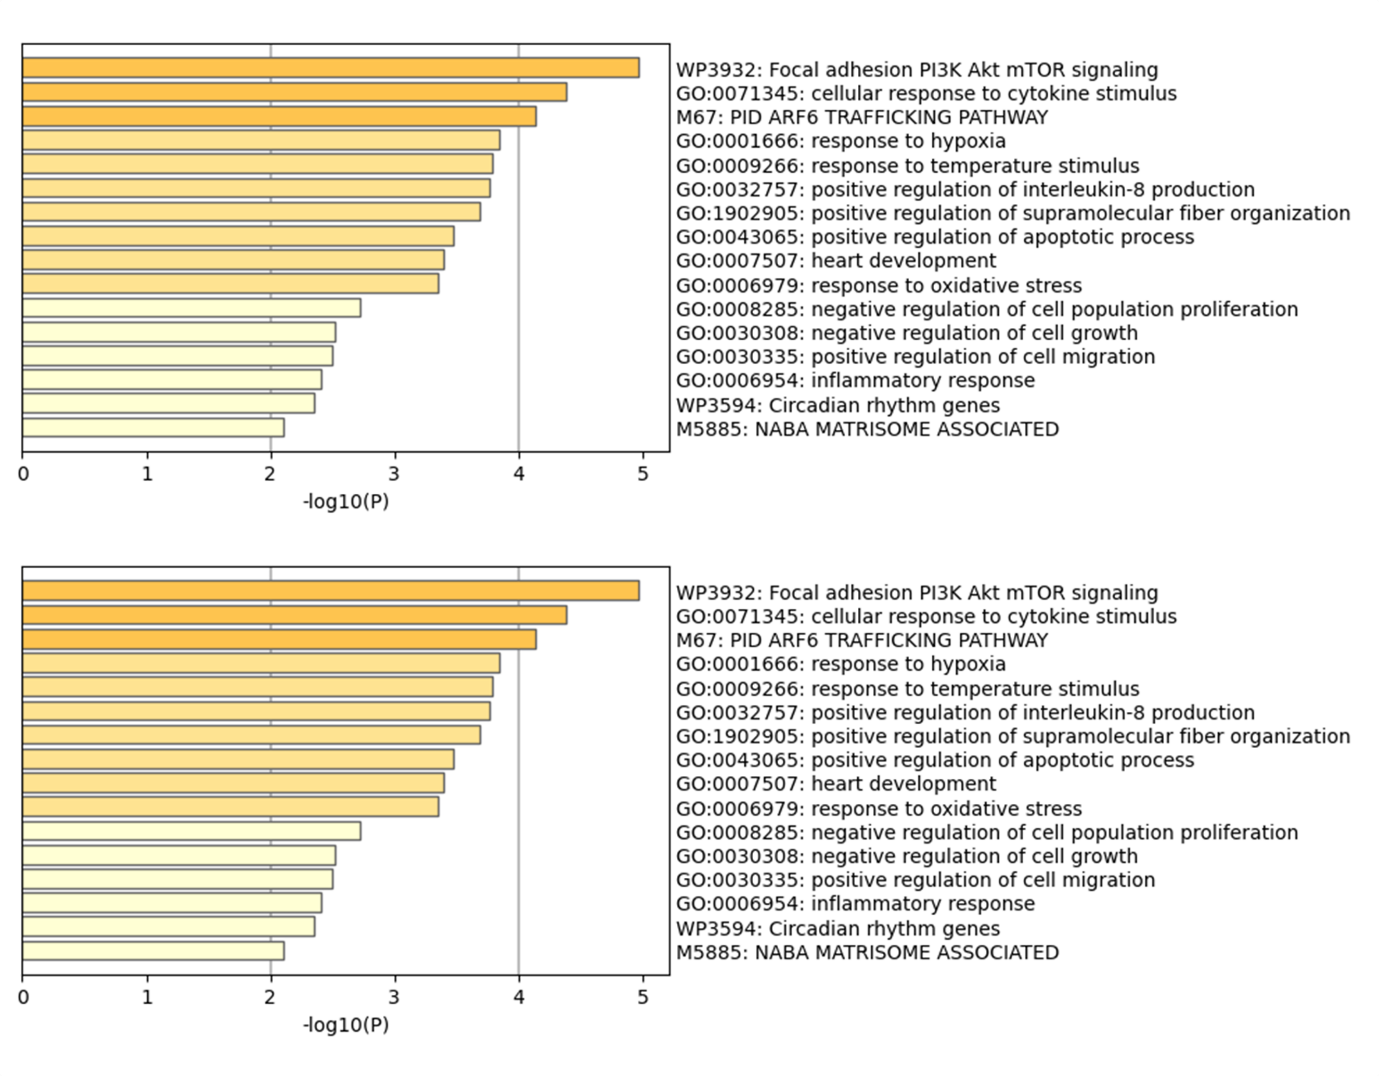 WP3932: Focal adhesion PI3K Akt mTOR signaling
GO:0071345: cellular response to cytokine stimulus
M67: PID ARF6 TRAFFICKING PATHWAY
GO:0001666: response to hypoxia
GO:0009266: response to temperature stimulus
GO:0032757: positive regulation of interleukin-8 production
GO:1902905: positive regulation of supramolecular fiber organization
GO:0043065: positive regulation of apoptotic process
GO:0007507: heart development
GO:0006979: response to oxidative stress
GO:0008285: negative regulation of cell population proliferation
GO:0030308: negative regulation of cell growth
GO:0030335: positive regulation of cell migration
GO:0006954: inflammatory response
WP3594: Circadian rhythm genes
M5885: NABA MATRISOME ASSOCIATED
0 1 2 3 4 5
-log10(P)
WP3932: Focal adhesion PI3K Akt mTOR signaling
GO:0071345: cellular response to cytokine stimulus
M67: PID ARF6 TRAFFICKING PATHWAY
GO:0001666: response to hypoxia
GO:0009266: response to temperature stimulus
GO:0032757: positive regulation of interleukin-8 production
GO:1902905: positive regulation of supramolecular fiber organization
GO:0043065: positive regulation of apoptotic process
GO:0007507: heart development
GO:0006979: response to oxidative stress
GO:0008285: negative regulation of cell population proliferation
GO:0030308: negative regulation of cell growth
GO:0030335: positive regulation of cell migration
GO:0006954: inflammatory response
WP3594: Circadian rhythm genes
M5885: NABA MATRISOME ASSOCIATED
0 1 2 3 4 5
-log10(P)